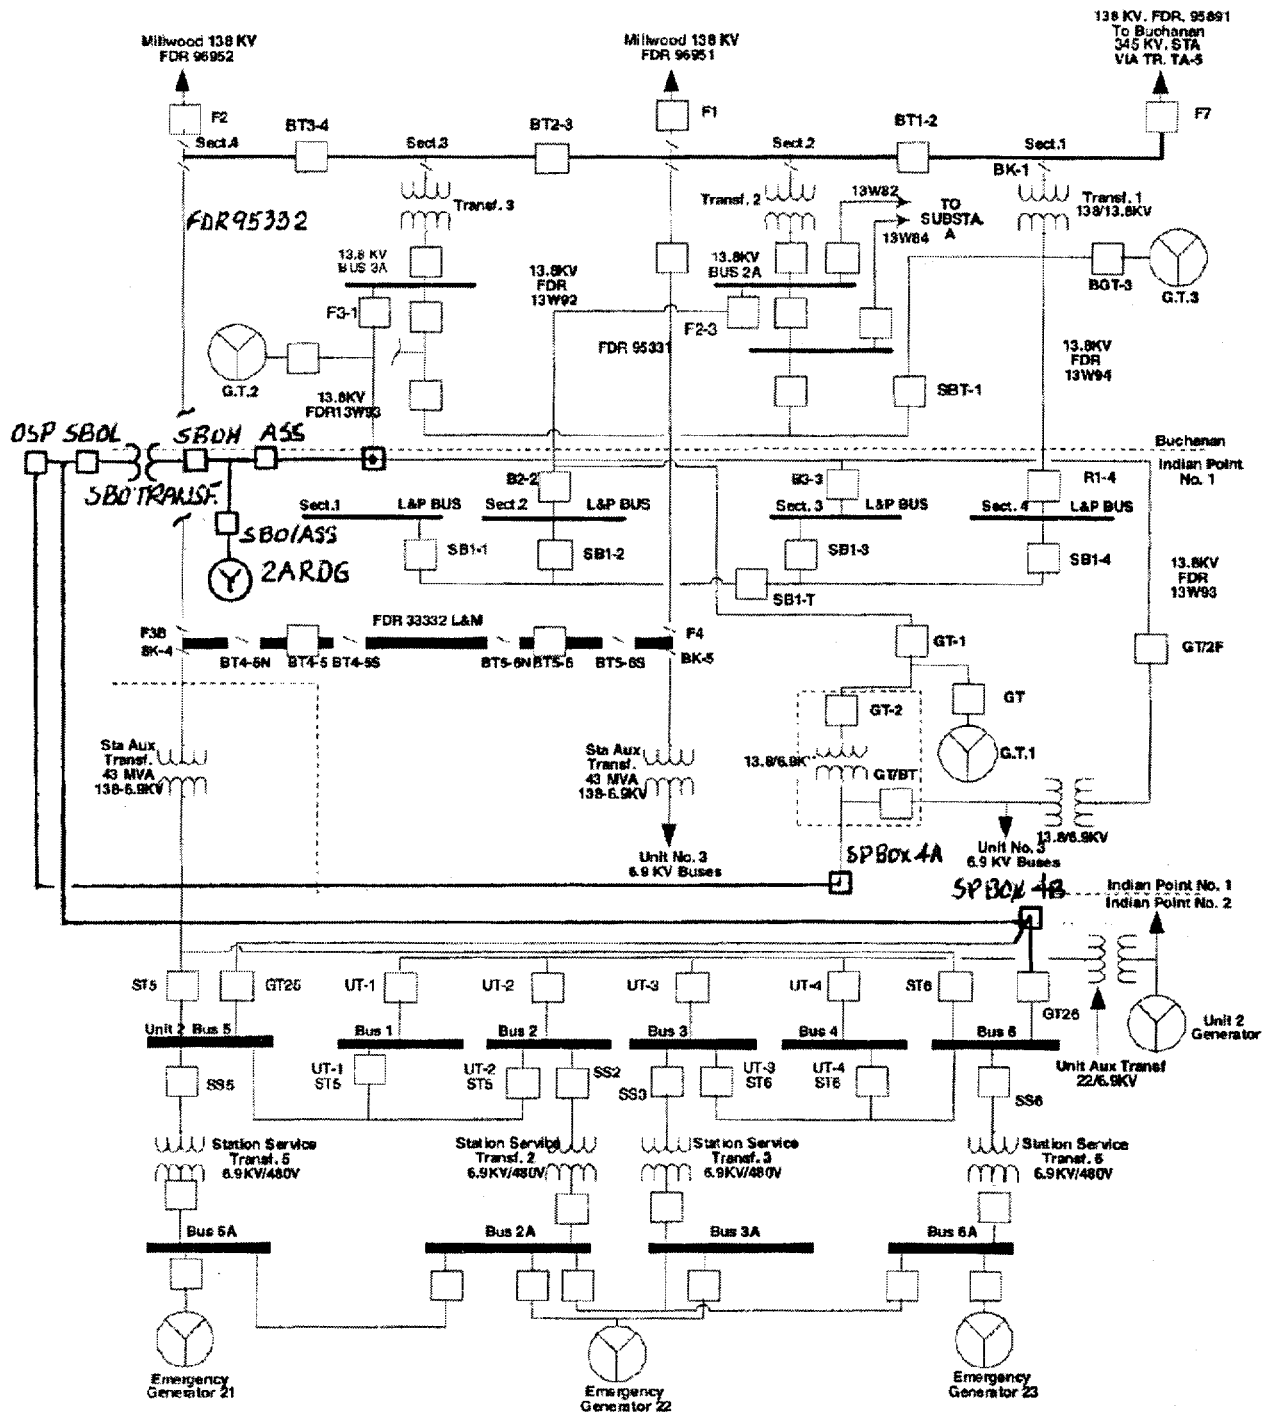 Millwood 138 KV
FDR 96952
Millwood 138 KV
FDR 96951
138 KV. FDR. 95891
To Buchanan
345 KV. STA
VIA TR. TA-5
F2
F1
F7
BT3-4
BT2-3
BT1-2
Sect.4
Sect.3
Sect.2
Sect.1
BK-1
Transf. 3
Transf. 2
Transf. 1
138/13.8KV
13W82
TO
SUBSTA.
A
13W84
FDR95332
13.8 KV
BUS 3A
13.8KV
FDR
13W92
13.8KV
BUS 2A
BGT-3
G.T.3
F3-1
F2-3
FDR 95331
13.8KV
FDR
13W94
G.T.2
13.8KV
FDR13W93
SBT-1
OSP
SBOL
SBOH
ASS
Buchanan
Indian Point
No. 1
SBO TRANSF.
B2-2
B3-3
R1-4
Sect.1
L&P BUS
Sect.2
L&P BUS
Sect. 3
L&P BUS
Sect. 4
L&P BUS
SBO/ASS
SB1-1
SB1-2
SB1-3
SB1-4
2ARDG
SB1-T
13.8KV
FDR
13W93
FDR 33332 L&M
F3B
BK-4
F4
BK-5
BT4-5N
BT4-5
BT4-5S
BT5-6N
BT5-6
BT5-6S
GT-1
GT/2F
GT-2
GT
G.T.1
Sta Aux
Transf.
43 MVA
138-6.9KV
Sta Aux
Transf.
43 MVA
138-6.9KV
13.8/6.9K
GT/BT
13.8/6.9KV
Unit No. 3
6.9 KV Buses
Unit No. 3
6.9 KV Buses
SPBOX 4A
SPBOX 4B
Indian Point No. 1
Indian Point No. 2
ST5
GT25
UT-1
UT-2
UT-3
UT-4
ST6
GT26
Unit 2
Generator
Unit 2 Bus 5
Bus 1
Bus 2
Bus 3
Bus 4
Bus 6
Unit Aux Transf
22/6.9KV
SS5
UT-1
ST5
UT-2
ST5
SS2
SS3
UT-3
ST6
UT-4
ST6
SS6
Station Service
Transf. 5
6.9KV/480V
Station Service
Transf. 2
6.9KV/480V
Station Service
Transf. 3
6.9KV/480V
Station Service
Transf. 6
6.9KV/480V
Bus 5A
Bus 2A
Bus 3A
Bus 6A
Emergency
Generator 21
Emergency
Generator 22
Emergency
Generator 23